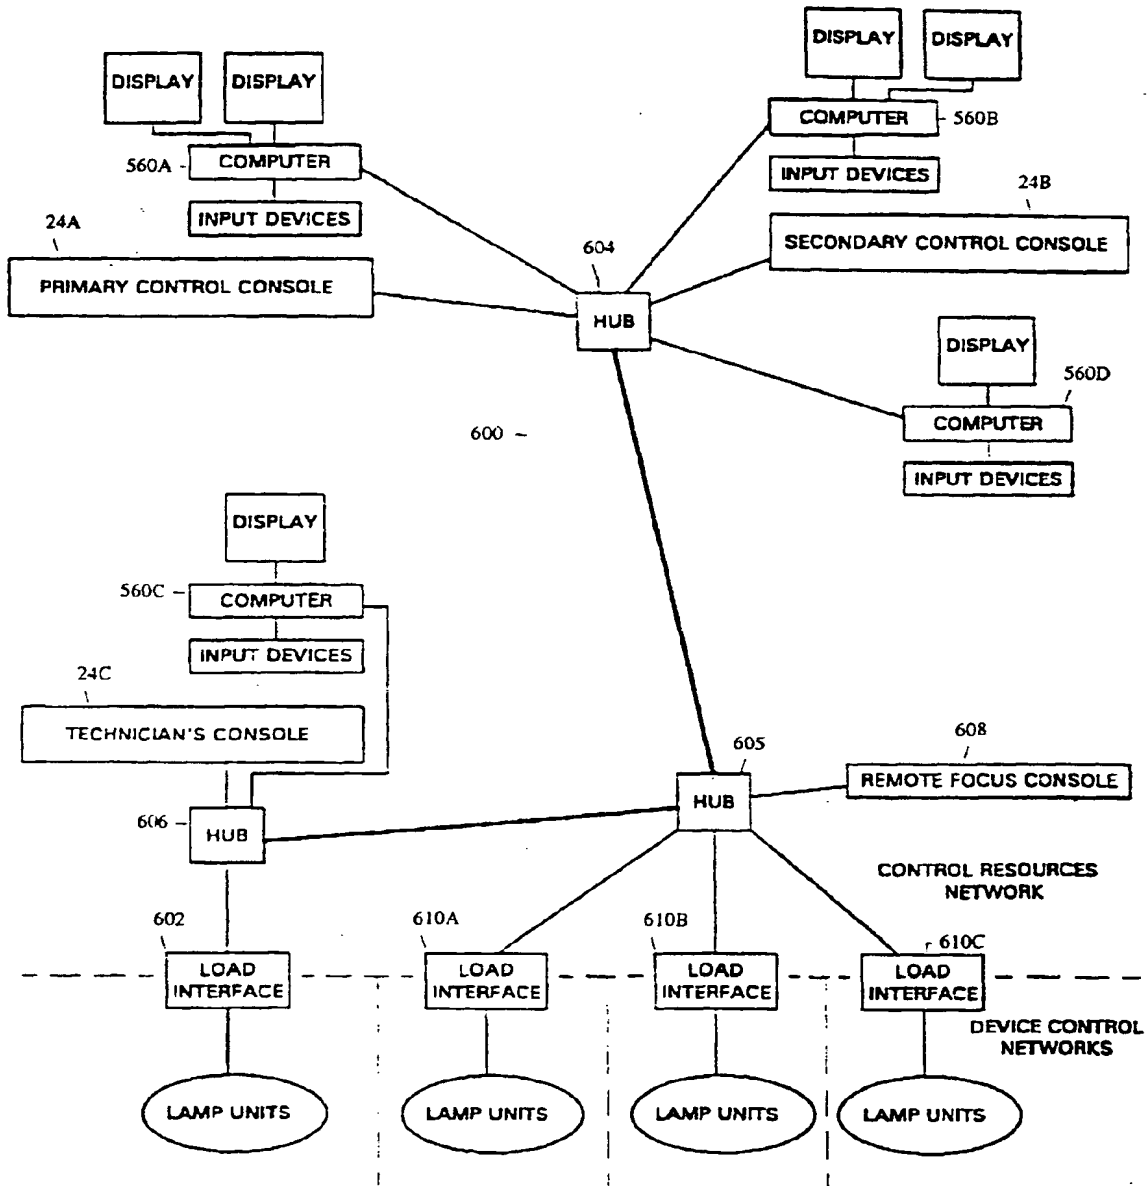 DISPLAY
DISPLAY
DISPLAY
DISPLAY
560A
COMPUTER
COMPUTER
560B
INPUT DEVICES
INPUT DEVICES
24A
24B
PRIMARY CONTROL CONSOLE
604
SECONDARY CONTROL CONSOLE
HUB
DISPLAY
560D
COMPUTER
600
INPUT DEVICES
DISPLAY
560C
COMPUTER
INPUT DEVICES
24C
TECHNICIAN'S CONSOLE
605
608
HUB
REMOTE FOCUS CONSOLE
606
HUB
CONTROL RESOURCES
NETWORK
602
610A
610B
610C
LOAD
INTERFACE
LOAD
INTERFACE
LOAD
INTERFACE
LOAD
INTERFACE
DEVICE CONTROL
NETWORKS
LAMP UNITS
LAMP UNITS
LAMP UNITS
LAMP UNITS